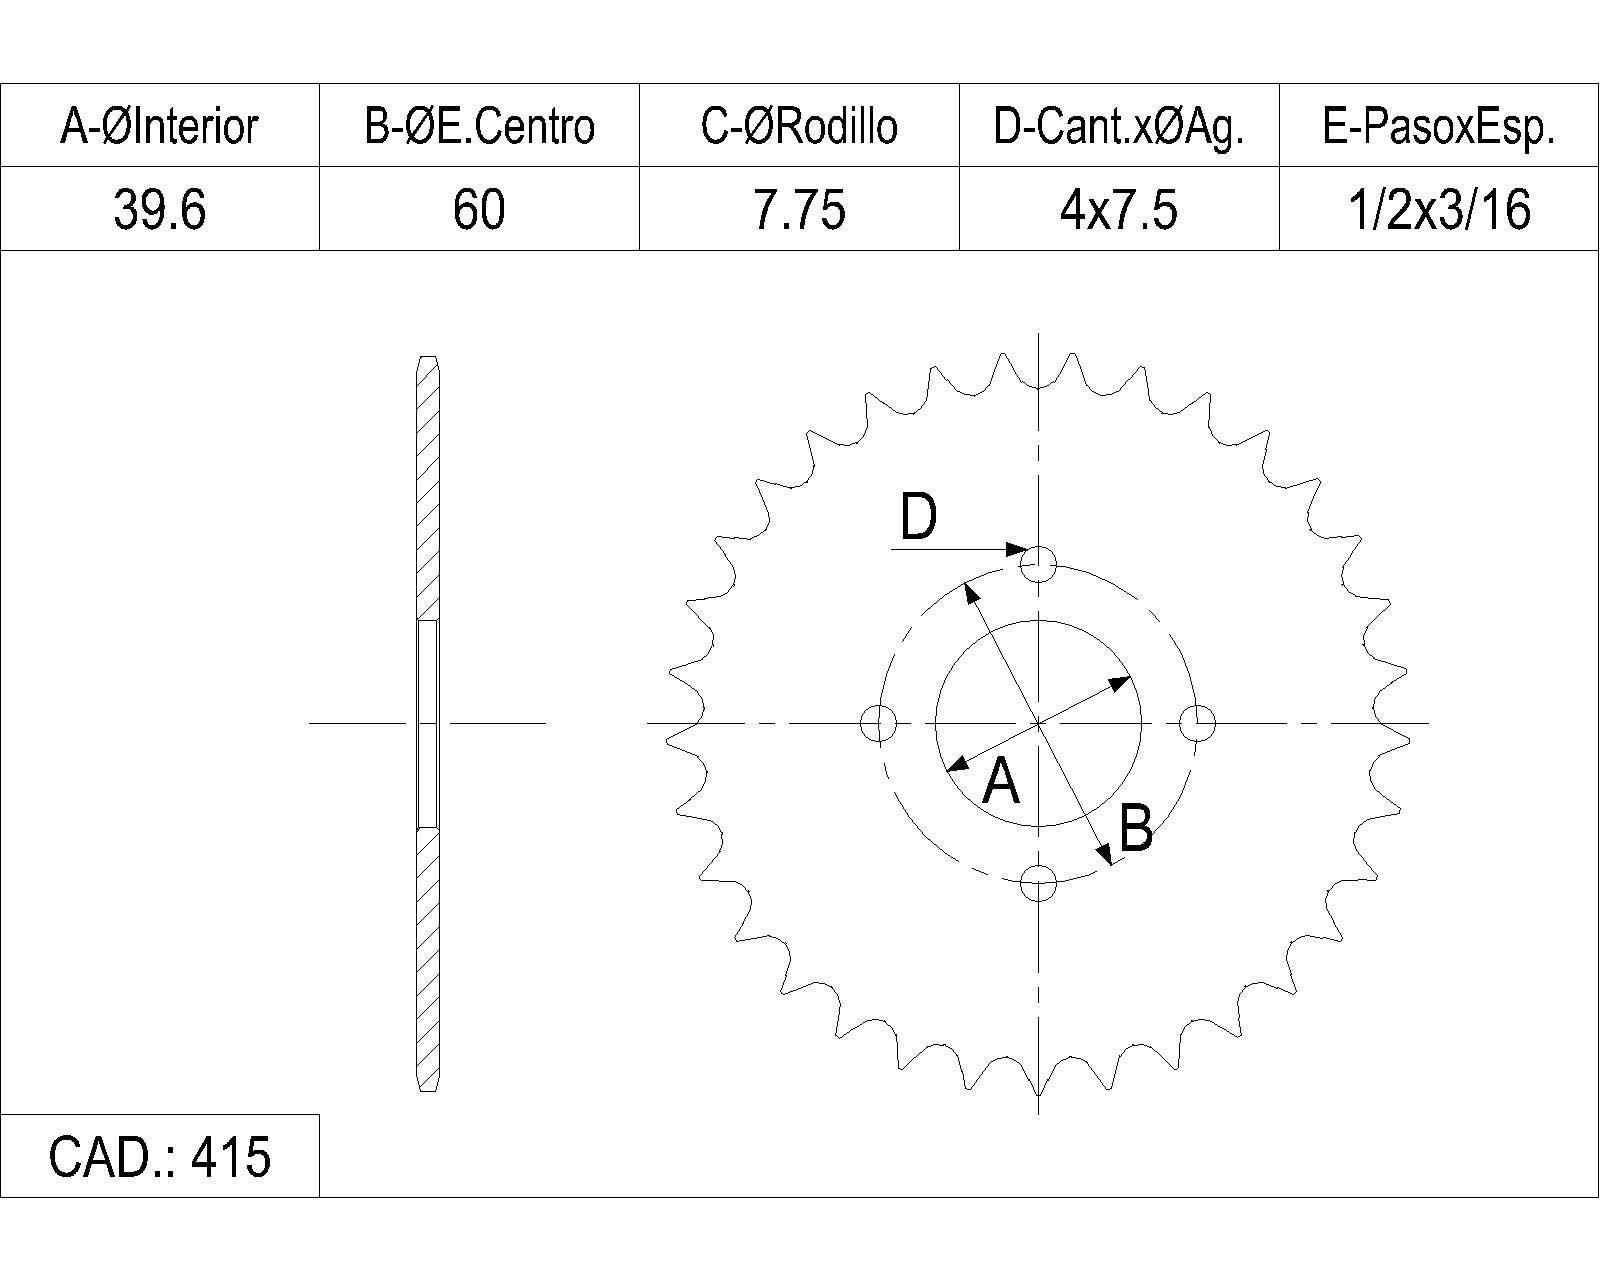 A-ØInterior B-ØE.Centro C-ØRodillo D-Cant.xØAg. E-PasoxEsp.
39.6 60 7.75 4x7.5 1/2x3/16
D
A
B
CAD.: 415